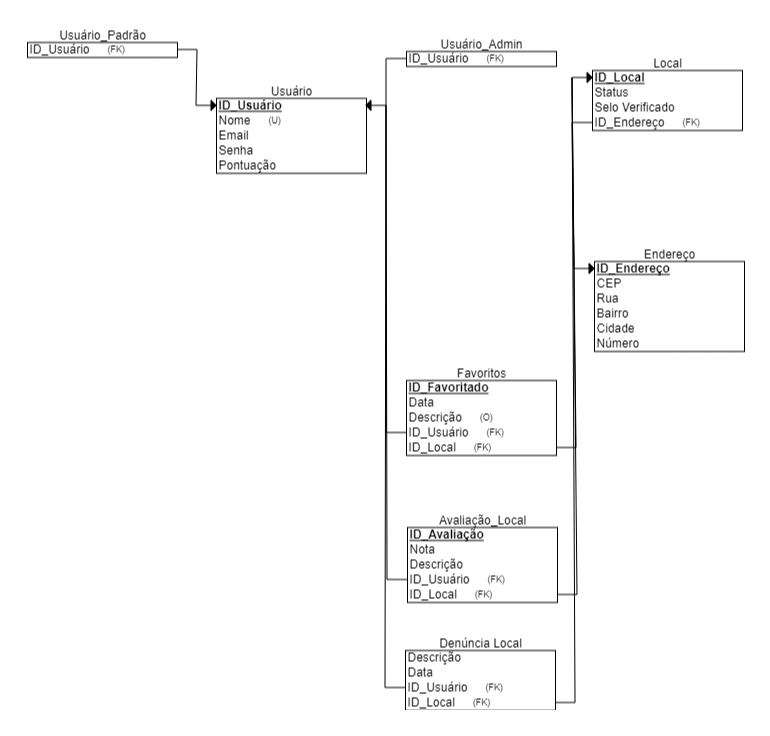 Usuário_Padrão
ID_Usuário (FK)
Usuário
ID_Usuário
Nome (U)
Email
Senha
Pontuação
Usuário_Admin
ID_Usuário (FK)
Local
ID_Local
Status
Selo Verificado
ID_Endereço (FK)
Endereço
ID_Endereço
CEP
Rua
Bairro
Cidade
Número
Favoritos
ID_Favoritado
Data
Descrição (O)
ID_Usuário (FK)
ID_Local (FK)
Avaliação_Local
ID_Avaliação
Nota
Descrição
ID_Usuário (FK)
ID_Local (FK)
Denúncia Local
Descrição
Data
ID_Usuário (FK)
ID_Local (FK)